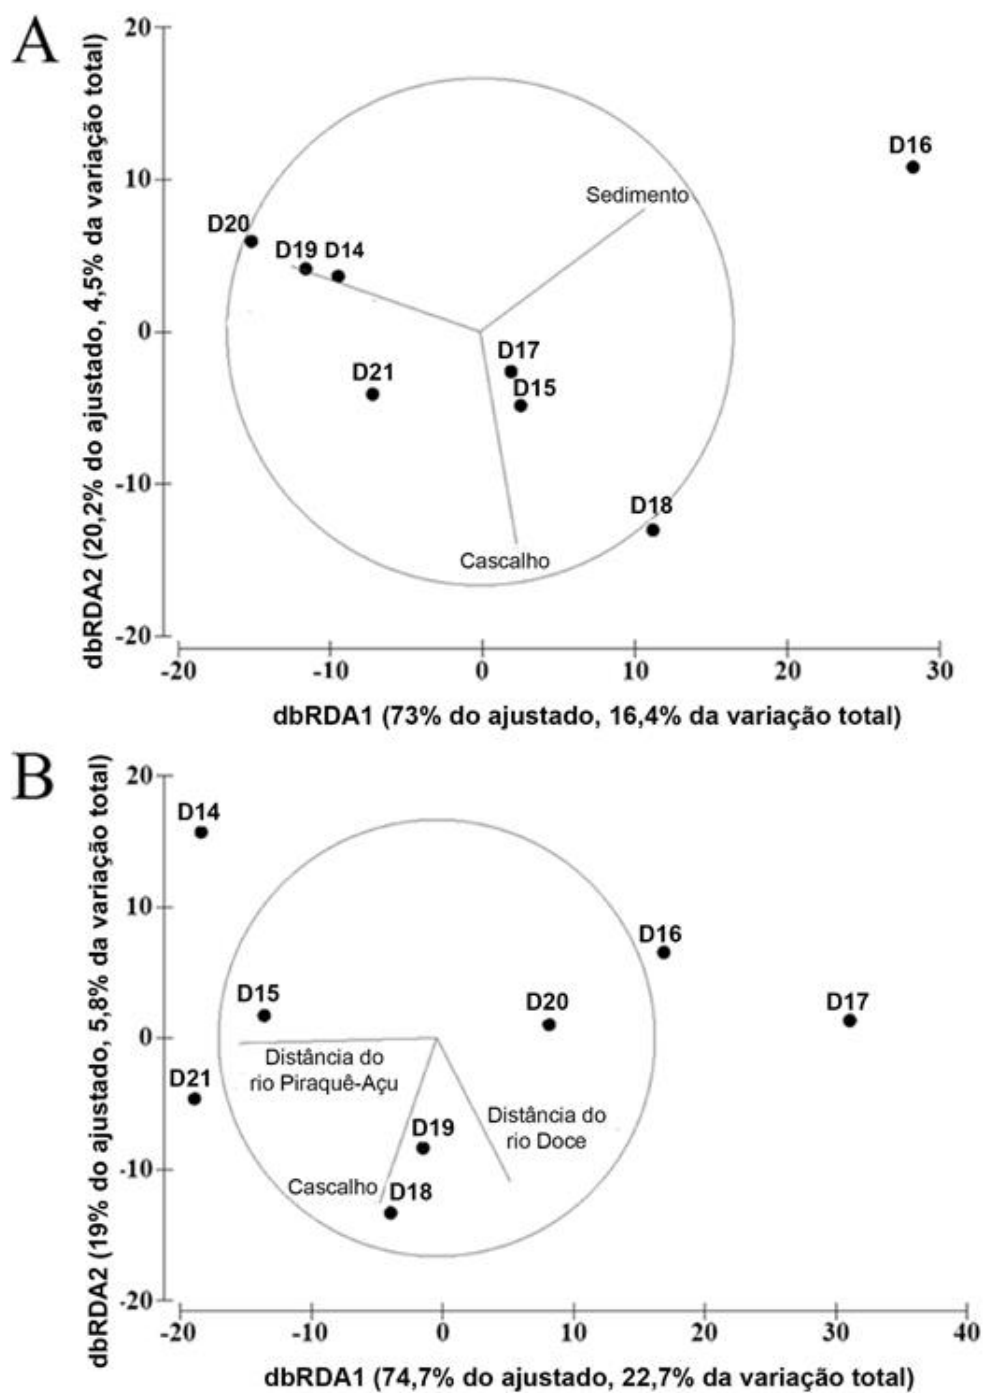 A
dbRDA2 (20,2% do ajustado, 4,5% da variação total)
20
10
0
-10
-20
D16
Sedimento
D20
D19 D14
D17
D21
D15
D18
Cascalho
-20 -10 0 10 20 30
dbRDA1 (73% do ajustado, 16,4% da variação total)
B
dbRDA2 (19% do ajustado, 5,8% da variação total)
20
10
0
-10
-20
D14
D16
D15
D20
D17
Distância do
rio Piraquê-Açu
D21
Distância do
rio Doce
D19
Cascalho
D18
-20 -10 0 10 20 30 40
dbRDA1 (74,7% do ajustado, 22,7% da variação total)